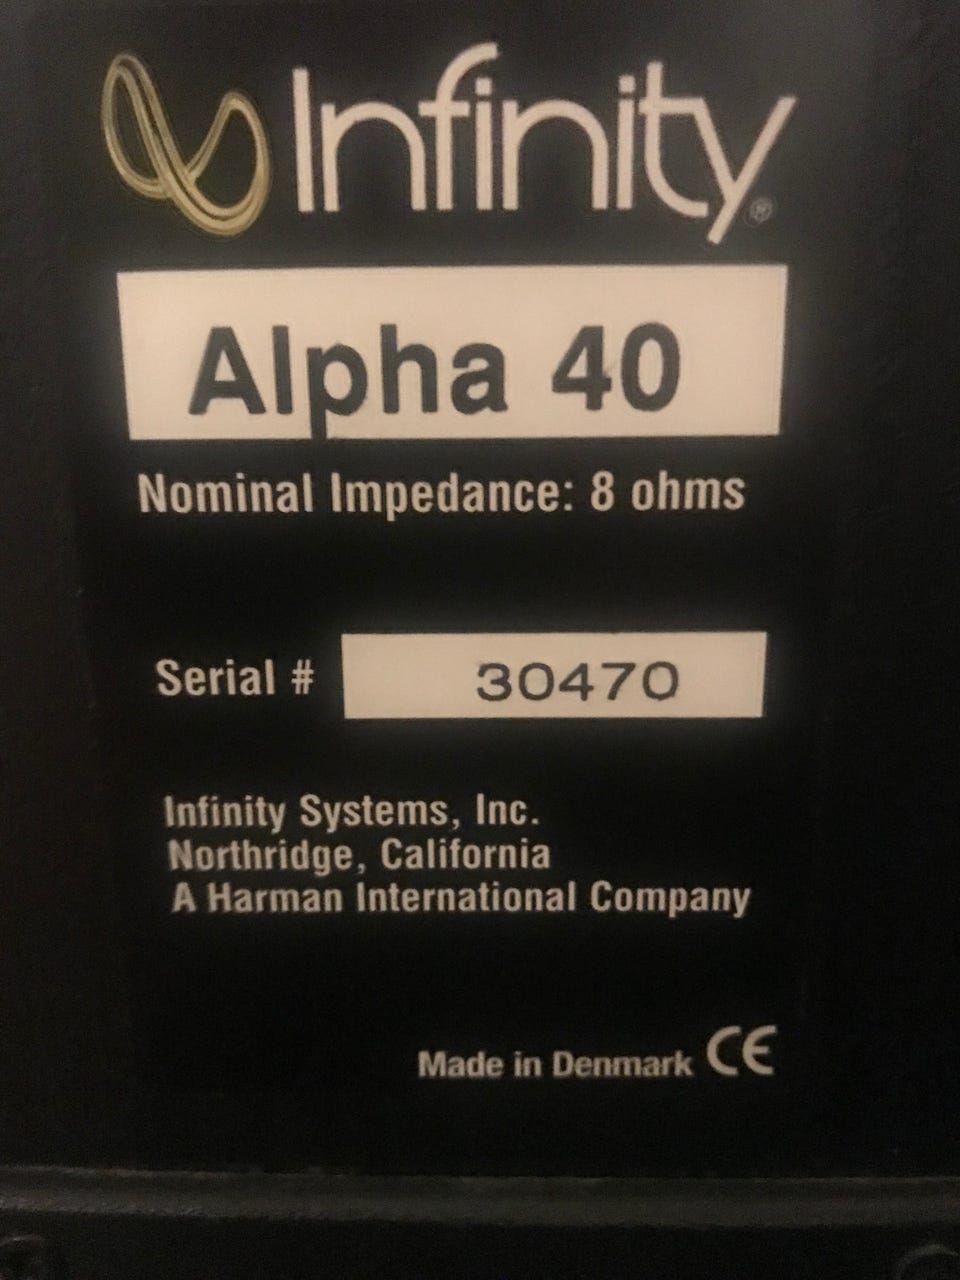 Infinity®
Alpha 40
Nominal Impedance: 8 ohms
Serial # 30470
Infinity Systems, Inc.
Northridge, California
A Harman International Company
Made in Denmark CE